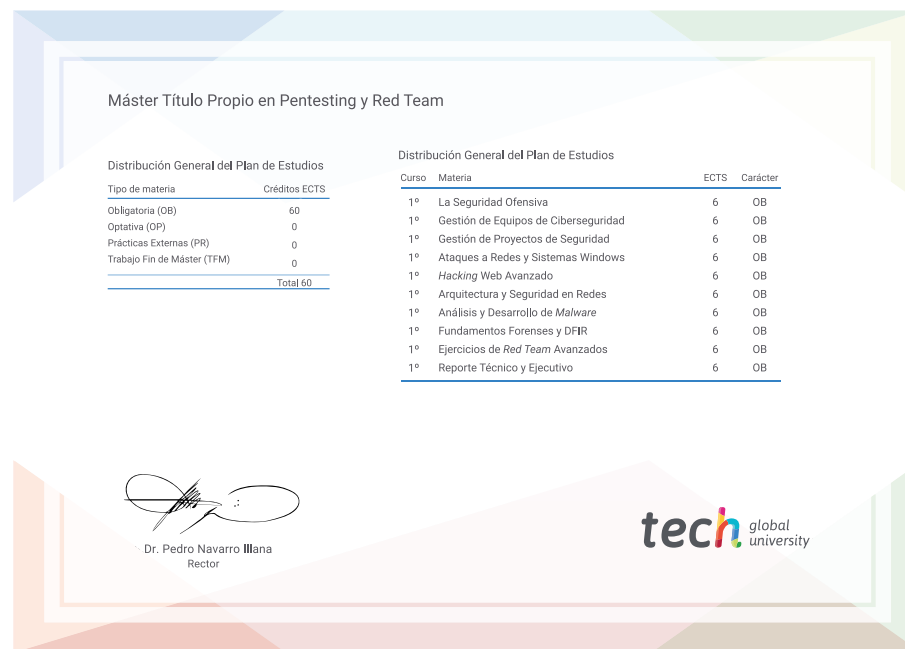 Máster Título Propio en Pentesting y Red Team
Distribución General del Plan de Estudios
Tipo de materia Créditos ECTS
Obligatoria (OB) 60
Optativa (OP) 0
Prácticas Externas (PR) 0
Trabajo Fin de Máster (TFM) 0
Total 60
Distribución General del Plan de Estudios
Curso Materia ECTS Carácter
1º La Seguridad Ofensiva 6 OB
1º Gestión de Equipos de Ciberseguridad 6 OB
1º Gestión de Proyectos de Seguridad 6 OB
1º Ataques a Redes y Sistemas Windows 6 OB
1º Hacking Web Avanzado 6 OB
1º Arquitectura y Seguridad en Redes 6 OB
1º Análisis y Desarrollo de Malware 6 OB
1º Fundamentos Forenses y DFIR 6 OB
1º Ejercicios de Red Team Avanzados 6 OB
1º Reporte Técnico y Ejecutivo 6 OB
Dr. Pedro Navarro Illana
Rector
tech global
university